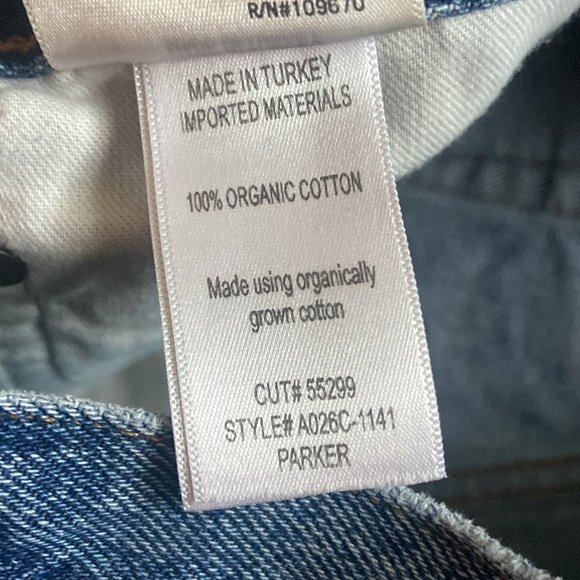 R/N#109670
MADE IN TURKEY
IMPORTED MATERIALS
100% ORGANIC COTTON
Made using organically
grown cotton
CUT# 55299
STYLE# A026C-1141
PARKER